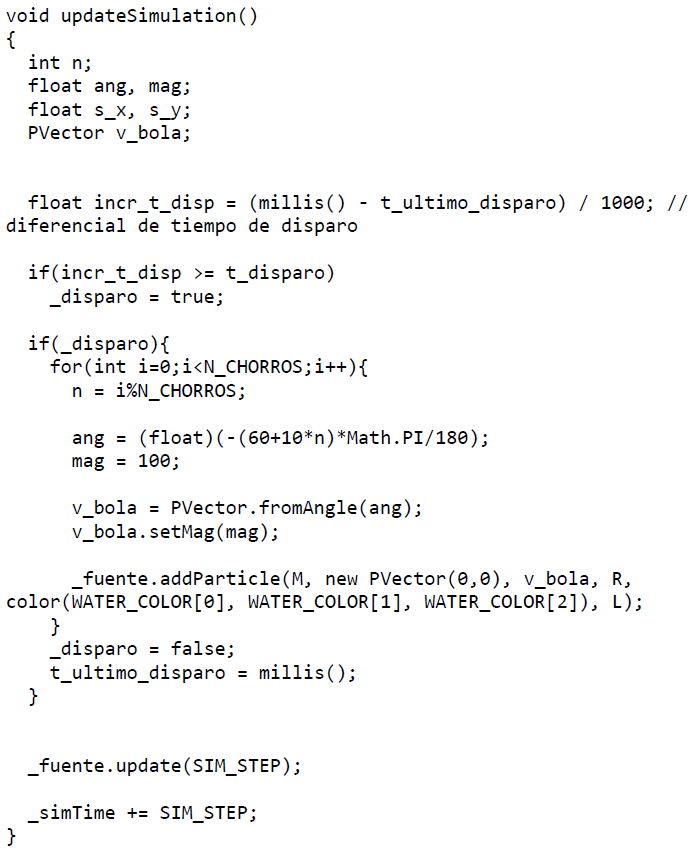 void updateSimulation()
{
  int n;
  float ang, mag;
  float s_x, s_y;
  PVector v_bola;

  float incr_t_disp = (millis() - t_ultimo_disparo) / 1000; //
diferencial de tiempo de disparo

  if(incr_t_disp >= t_disparo)
    _disparo = true;

  if(_disparo){
    for(int i=0;i<N_CHORROS;i++){
      n = i%N_CHORROS;

      ang = (float)(-(60+10*n)*Math.PI/180);
      mag = 100;

      v_bola = PVector.fromAngle(ang);
      v_bola.setMag(mag);

      _fuente.addParticle(M, new PVector(0,0), v_bola, R,
color(WATER_COLOR[0], WATER_COLOR[1], WATER_COLOR[2]), L);
    }
    _disparo = false;
    t_ultimo_disparo = millis();
  }

  _fuente.update(SIM_STEP);

  _simTime += SIM_STEP;
}